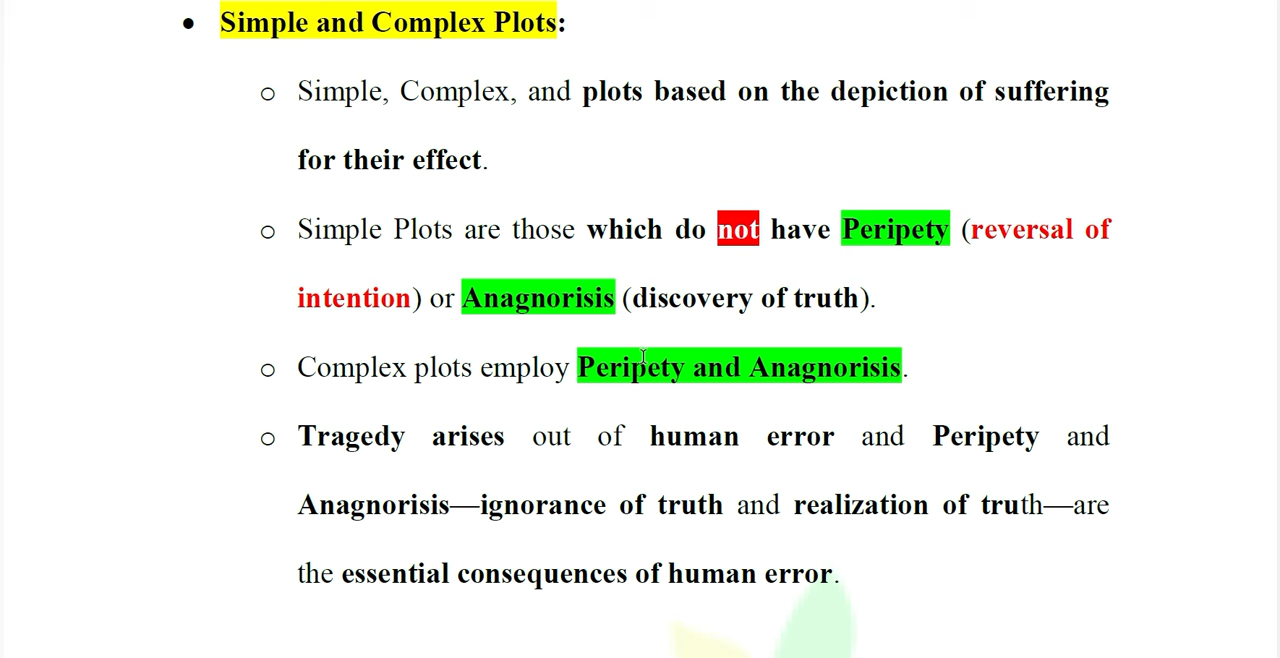 • Simple and Complex Plots:
o Simple, Complex, and plots based on the depiction of suffering
for their effect.
o Simple Plots are those which do not have Peripety (reversal of
intention) or Anagnorisis (discovery of truth).
o Complex plots employ Peripety and Anagnorisis.
o Tragedy arises out of human error and Peripety and
Anagnorisis—ignorance of truth and realization of truth—are
the essential consequences of human error.